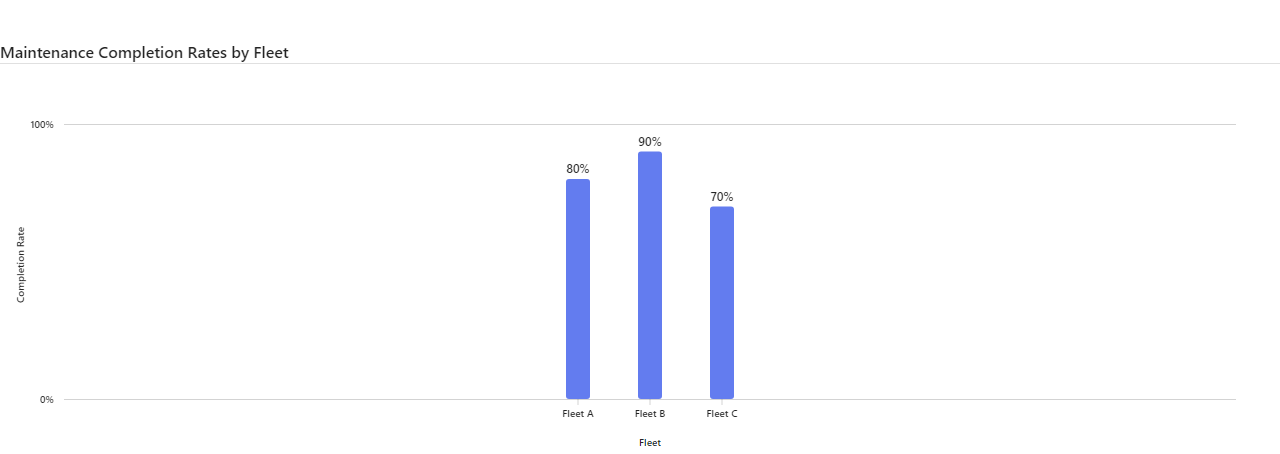 Maintenance Completion Rates by Fleet
100%
90%
80%
70%
Completion Rate
0%
Fleet A Fleet B Fleet C
Fleet